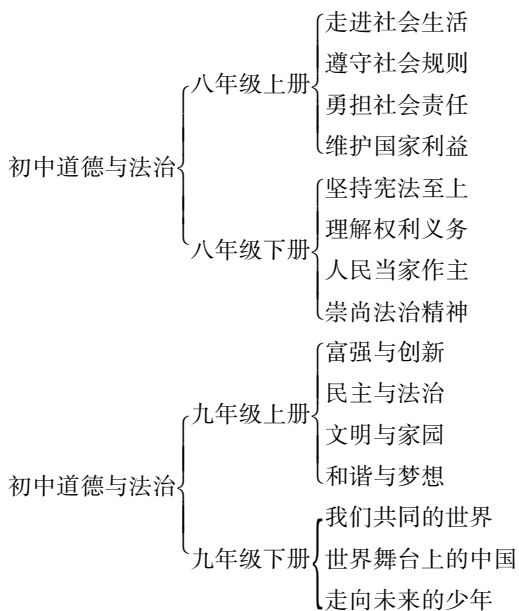 初中道德与法治
八年级上册
走进社会生活
遵守社会规则
勇担社会责任
维护国家利益
八年级下册
坚持宪法至上
理解权利义务
人民当家作主
崇尚法治精神
初中道德与法治
九年级上册
富强与创新
民主与法治
文明与家园
和谐与梦想
九年级下册
我们共同的世界
世界舞台上的中国
走向未来的少年